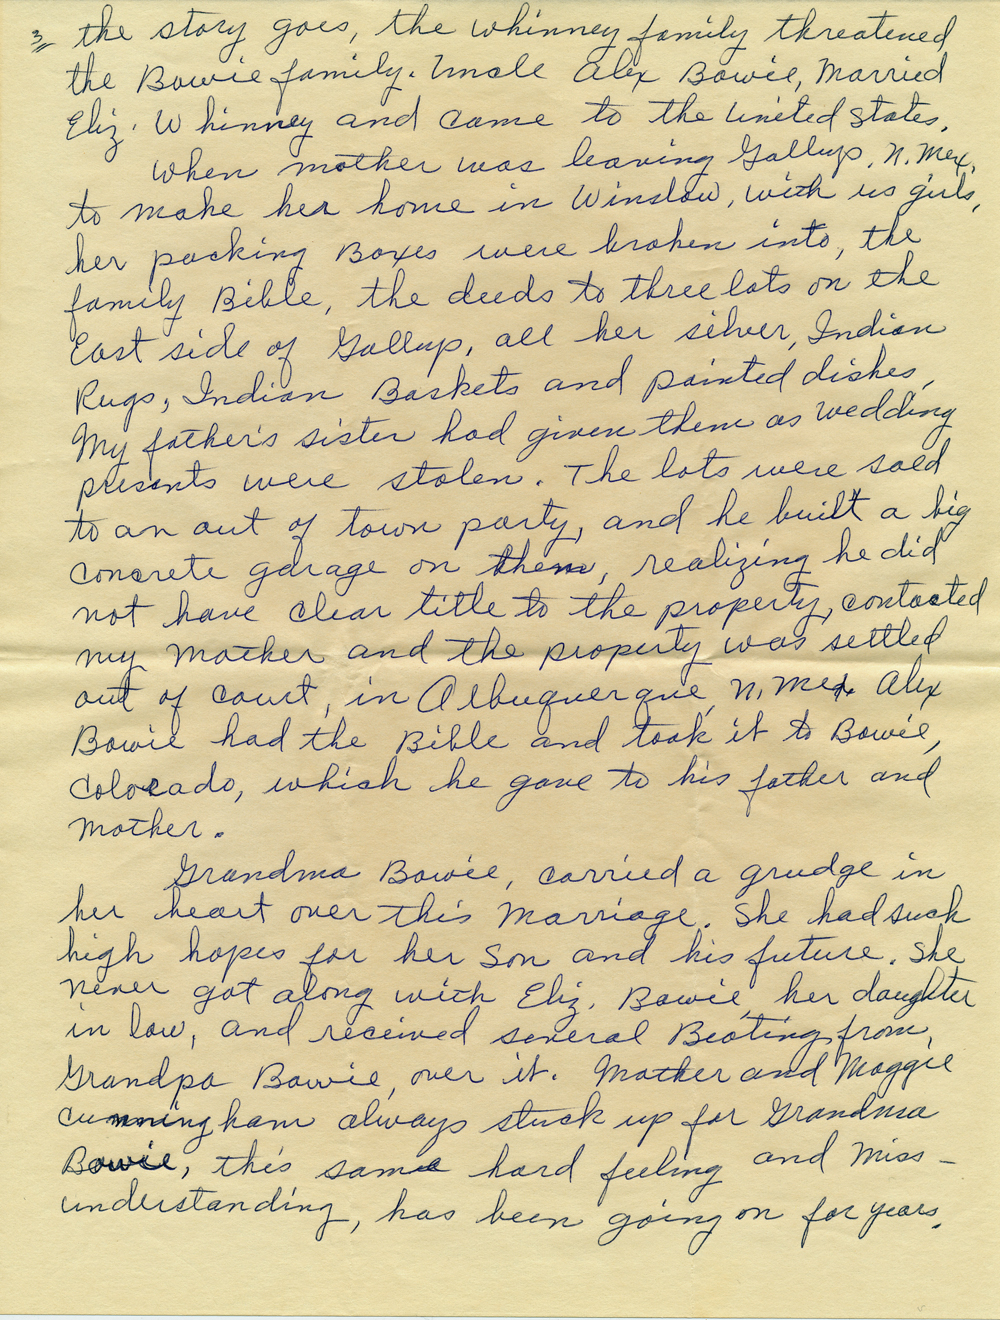 3 the story goes, the Whinney family threatened
the Bowie family. Uncle Alex Bowie, Married
Eliz. Whinney and came to the United States.
When mother was leaving Gallup, N. Mex,
to make her home in Winslow, with us girls,
her packing Boxes were broken into, the
family Bible, the deeds to three lots on the
East side of Gallup, all her silver, Indian
Rugs, Indian Baskets and painted dishes,
My father's sister had given them as wedding
presents were stolen. The lots were sold
to an out of town party, and he built a big
concrete garage on them, realizing he did
not have clear title to the property, contacted
my Mother and the property was settled
out of court, in Albuquerque, N. Mex. Alex
Bowie had the Bible and took it to Bowie,
Colorado, which he gave to his father and
Mother.
Grandma Bowie, carried a grudge in
her heart over this Marriage. She had such
high hopes for her Son and his future. She
never got along with Eliz. Bowie, her daughter
in law, and received several Beating from,
Grandpa Bowie, over it. Mother and Maggie
Cunningham always stuck up for Grandma
Bowie, this same hard feeling and Miss-
understanding, has been going on for years.